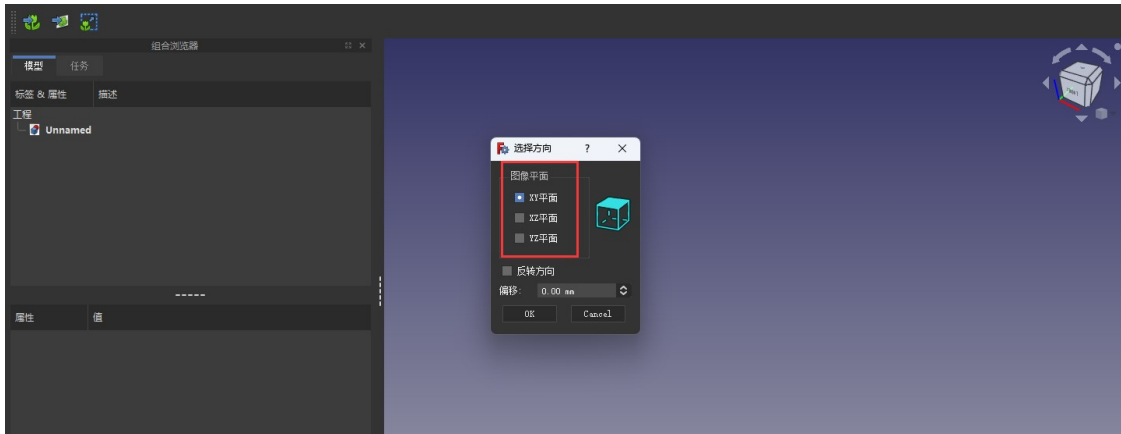 组合浏览器
模型 任务
标签 & 属性 描述
工程
Unnamed
属性 值
选择方向 ?
图像平面
XY平面
XZ平面
YZ平面
反转方向
偏移: 0.00 mm
OK Cancel